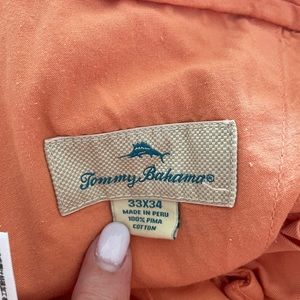 Tommy Bahama®
33X34
MADE IN PERU
100% PIMA
COTTON